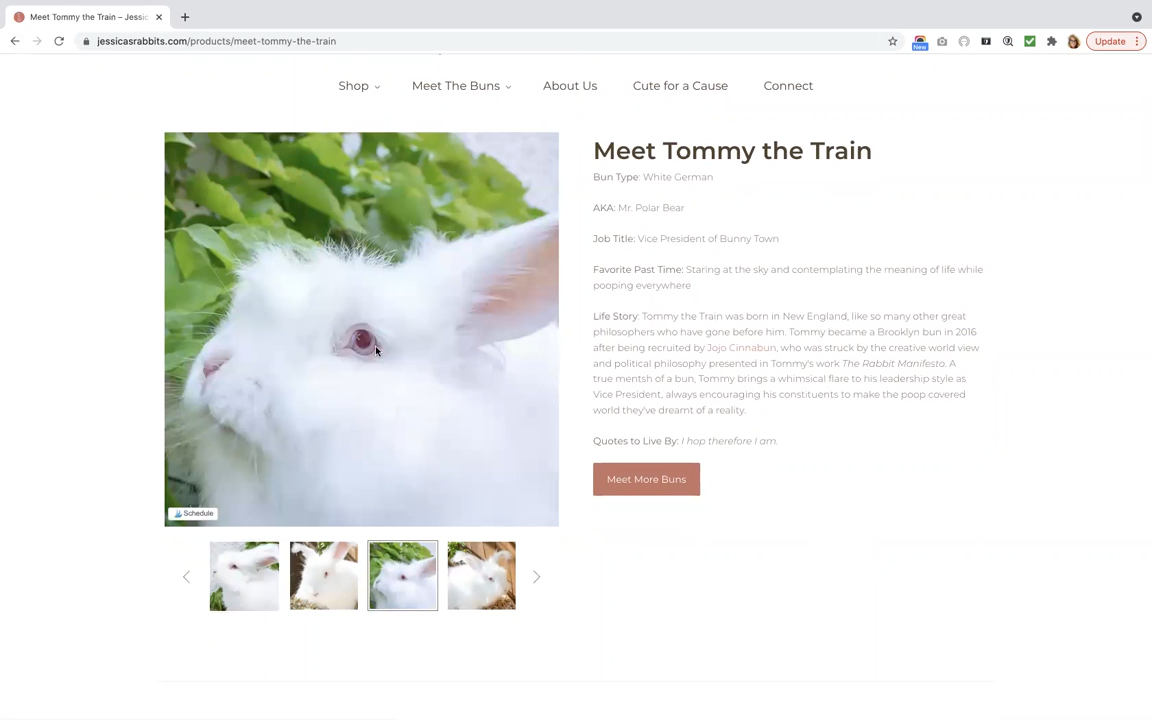 Meet Tommy the Train – Jessic
jessicasrabbits.com/products/meet-tommy-the-train
New
Update
Shop
Meet The Buns
About Us
Cute for a Cause
Connect
Meet Tommy the Train
Bun Type: White German
AKA: Mr. Polar Bear
Job Title: Vice President of Bunny Town
Favorite Past Time: Staring at the sky and contemplating the meaning of life while
pooping everywhere
Life Story: Tommy the Train was born in New England, like so many other great
philosophers who have gone before him. Tommy became a Brooklyn bun in 2016
after being recruited by Jojo Cinnabun, who was struck by the creative world view
and political philosophy presented in Tommy's work The Rabbit Manifesto. A
true mentsh of a bun, Tommy brings a whimsical flare to his leadership style as
Vice President, always encouraging his constituents to make the poop covered
world they've dreamt of a reality.
Quotes to Live By: I hop therefore I am.
Meet More Buns
Schedule